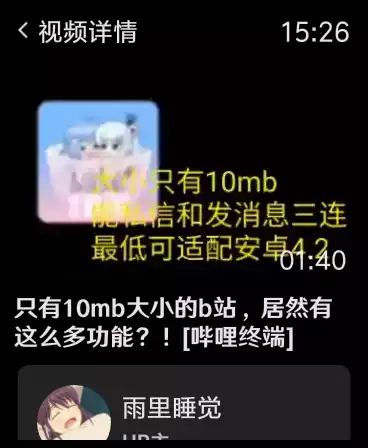 视频详情
15:26
大小只有10mb
能私信和发消息三连
最低可适配安卓4.2
01:40
只有10mb大小的b站，居然有
这么多功能？！[哔哩终端]
雨里睡觉
UP主